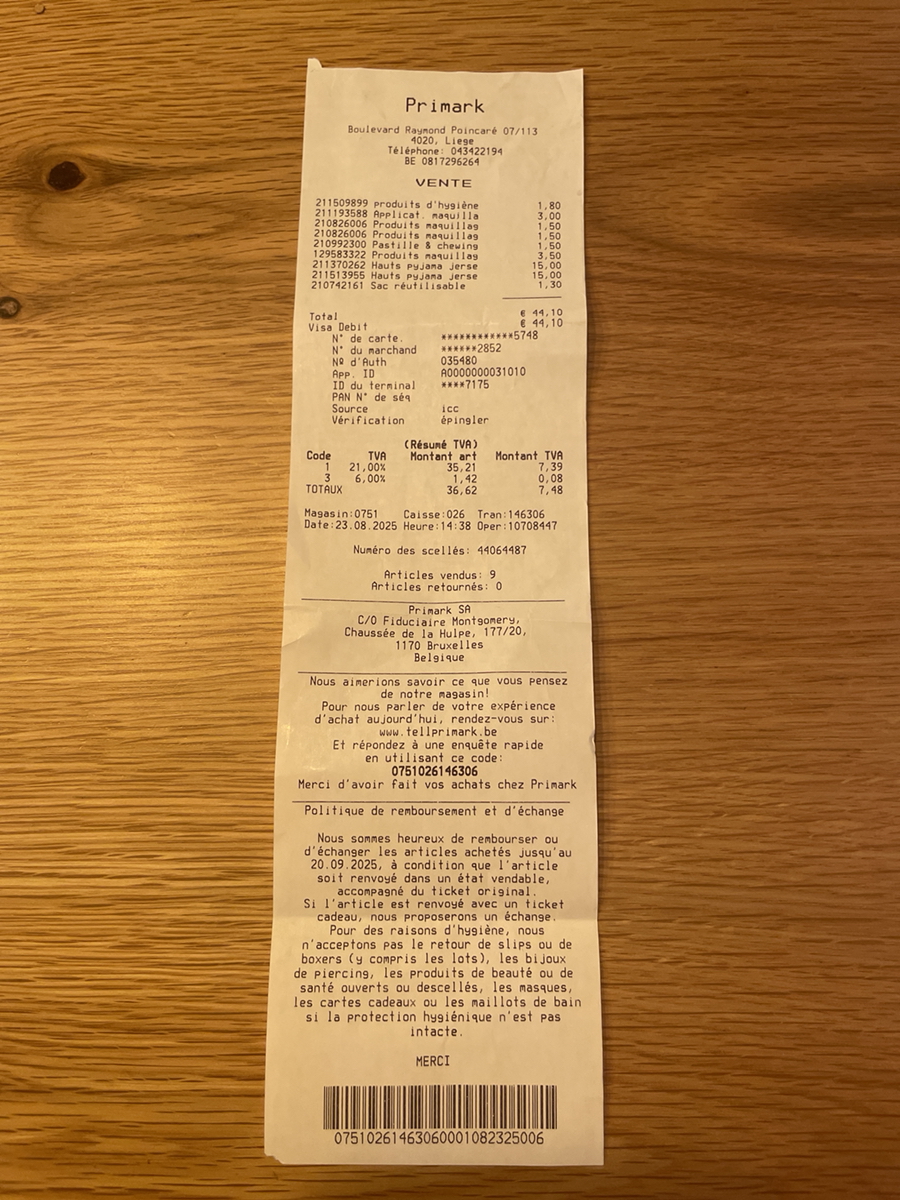 Primark
Boulevard Raymond Poincaré 07/113
4020, Liege
Téléphone: 043422194
BE 0817296264
VENTE
211509899 produits d'hygiène 1,80
211193588 Applicat. maquilla 3,00
210826006 Produits maquillag 1,50
210826006 Produits maquillag 1,50
210992300 Pastille & chewing 1,50
129583322 Produits maquillag 3,50
211370262 Hauts pyjama jerse 15,00
211513955 Hauts pyjama jerse 15,00
210742161 Sac réutilisable 1,30
Total € 44,10
Visa Debit € 44,10
N° de carte. ************5748
N° du marchand ******2852
Nº d'Auth 035480
App. ID A0000000031010
ID du terminal ****7175
PAN N° de séq
Source icc
Vérification épingler
(Résumé TVA)
Code TVA Montant art Montant TVA
1 21,00% 35,21 7,39
3 6,00% 1,42 0,08
TOTAUX 36,62 7,48
Magasin:0751 Caisse:026 Tran:146306
Date:23.08.2025 Heure:14:38 Oper:10708447
Numéro des scellés: 44064487
Articles vendus: 9
Articles retournés: 0
Primark SA
C/O Fiduciaire Montgomery,
Chaussée de la Hulpe, 177/20,
1170 Bruxelles
Belgique
Nous aimerions savoir ce que vous pensez
de notre magasin!
Pour nous parler de votre expérience
d'achat aujourd'hui, rendez-vous sur:
www.tellprimark.be
Et répondez à une enquête rapide
en utilisant ce code:
0751026146306
Merci d'avoir fait vos achats chez Primark
Politique de remboursement et d'échange
Nous sommes heureux de rembourser ou
d'échanger les articles achetés jusqu'au
20.09.2025, à condition que l'article
soit renvoyé dans un état vendable,
accompagné du ticket original.
Si l'article est renvoyé avec un ticket
cadeau, nous proposerons un échange.
Pour des raisons d'hygiène, nous
n'acceptons pas le retour de slips ou de
boxers (y compris les lots), les bijoux
de piercing, les produits de beauté ou de
santé ouverts ou descellés, les masques,
les cartes cadeaux ou les maillots de bain
si la protection hygiénique n'est pas
intacte.
MERCI
07510261463060001082325006